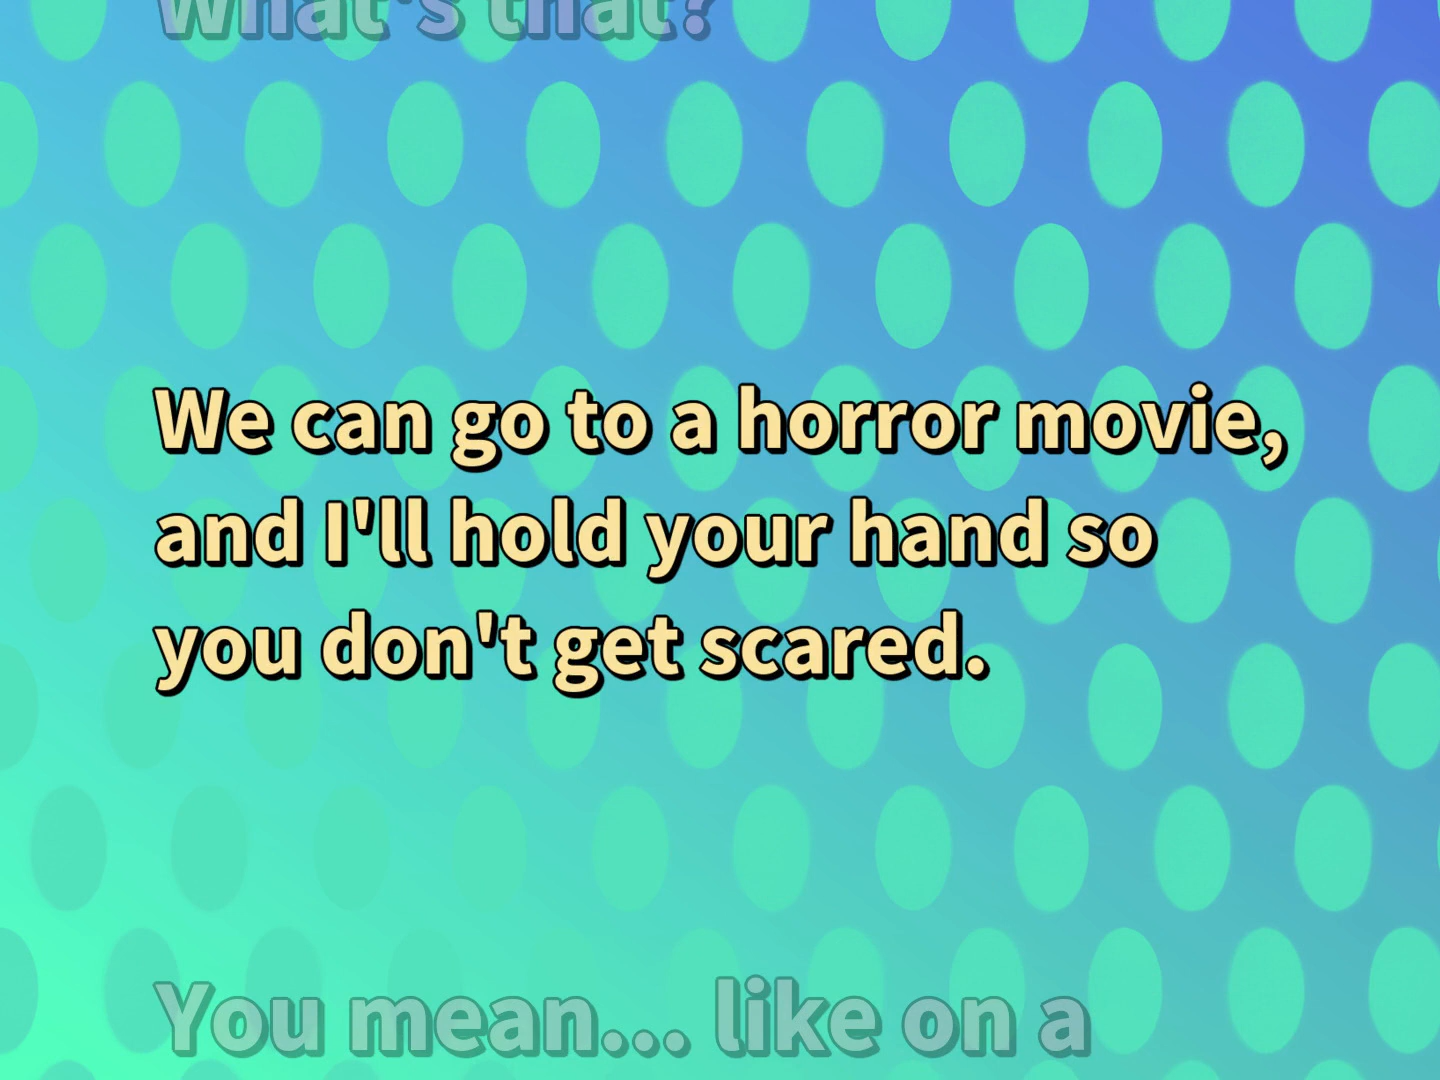 What's that?
We can go to a horror movie,
and I'll hold your hand so
you don't get scared.
You mean... like on a